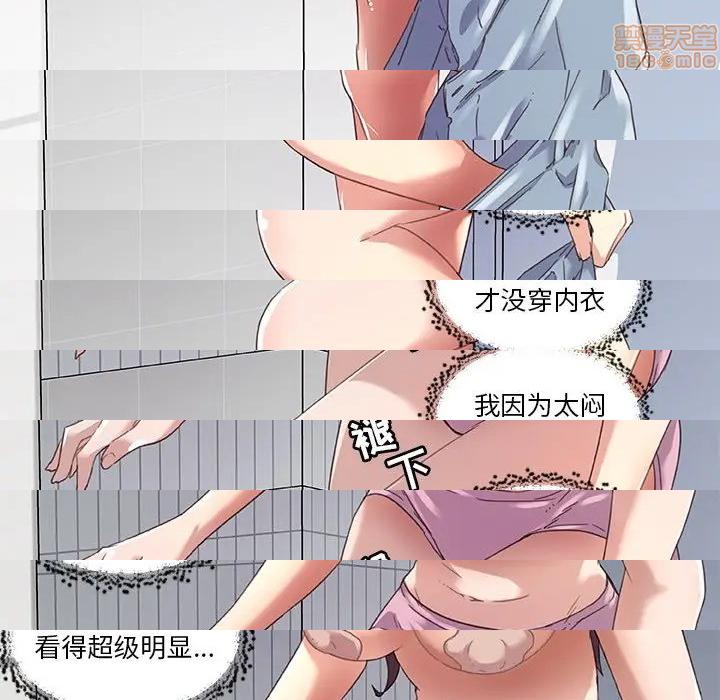 禁漫天堂
18comic
才没穿内衣
我因为太闷
褪
下
看得超级明显...